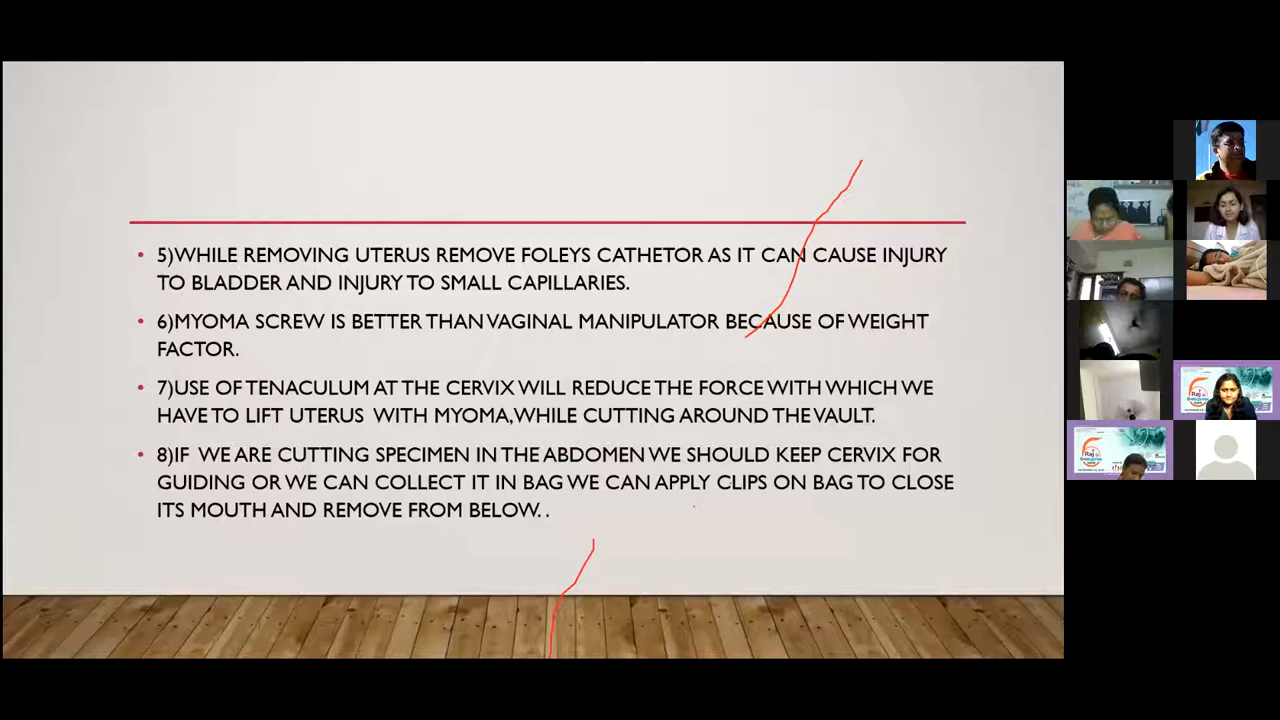 5)WHILE REMOVING UTERUS REMOVE FOLEYS CATHETOR AS IT CAN CAUSE INJURY
TO BLADDER AND INJURY TO SMALL CAPILLARIES.
6)MYOMA SCREW IS BETTER THAN VAGINAL MANIPULATOR BECAUSE OF WEIGHT
FACTOR.
7)USE OF TENACULUM AT THE CERVIX WILL REDUCE THE FORCE WITH WHICH WE
HAVE TO LIFT UTERUS WITH MYOMA,WHILE CUTTING AROUND THE VAULT.
8)IF WE ARE CUTTING SPECIMEN IN THE ABDOMEN WE SHOULD KEEP CERVIX FOR
GUIDING OR WE CAN COLLECT IT IN BAG WE CAN APPLY CLIPS ON BAG TO CLOSE
ITS MOUTH AND REMOVE FROM BELOW. .